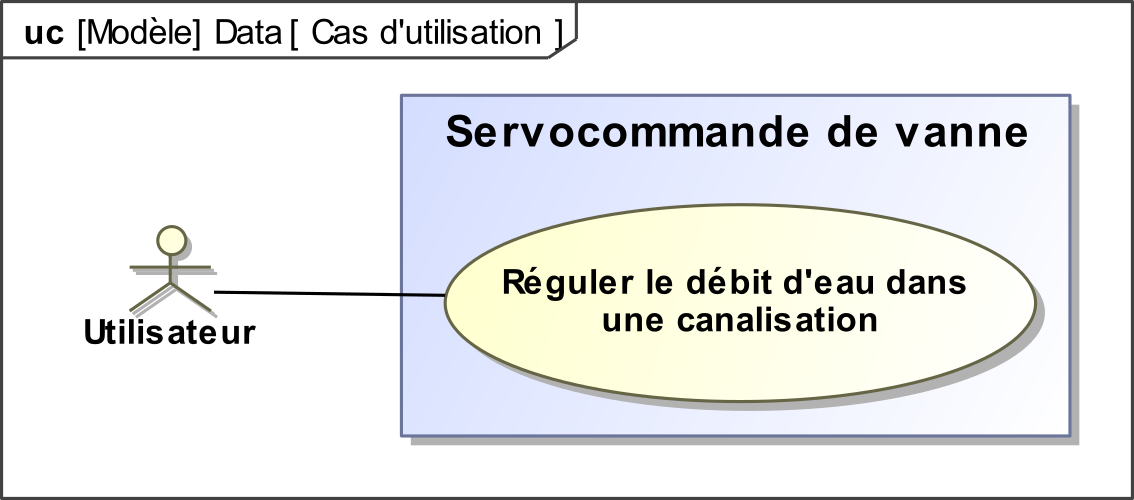 uc [Modèle] Data [ Cas d'utilisation ]
Servocommande de vanne
Réguler le débit d'eau dans
une canalisation
Utilisateur